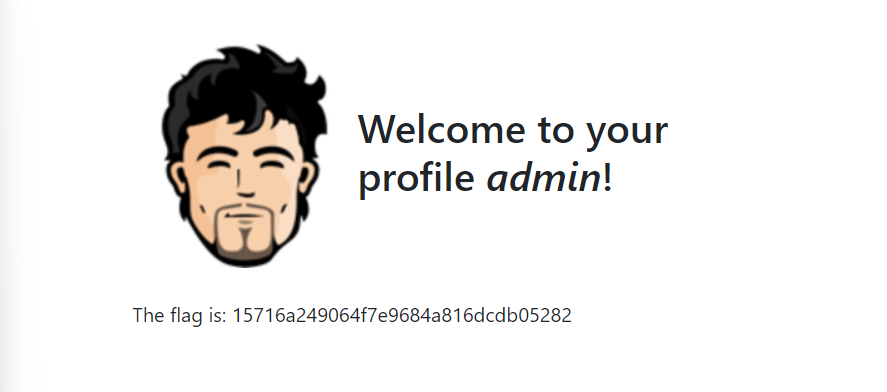 Welcome to your
profile admin!
The flag is: 15716a249064f7e9684a816dcdb05282